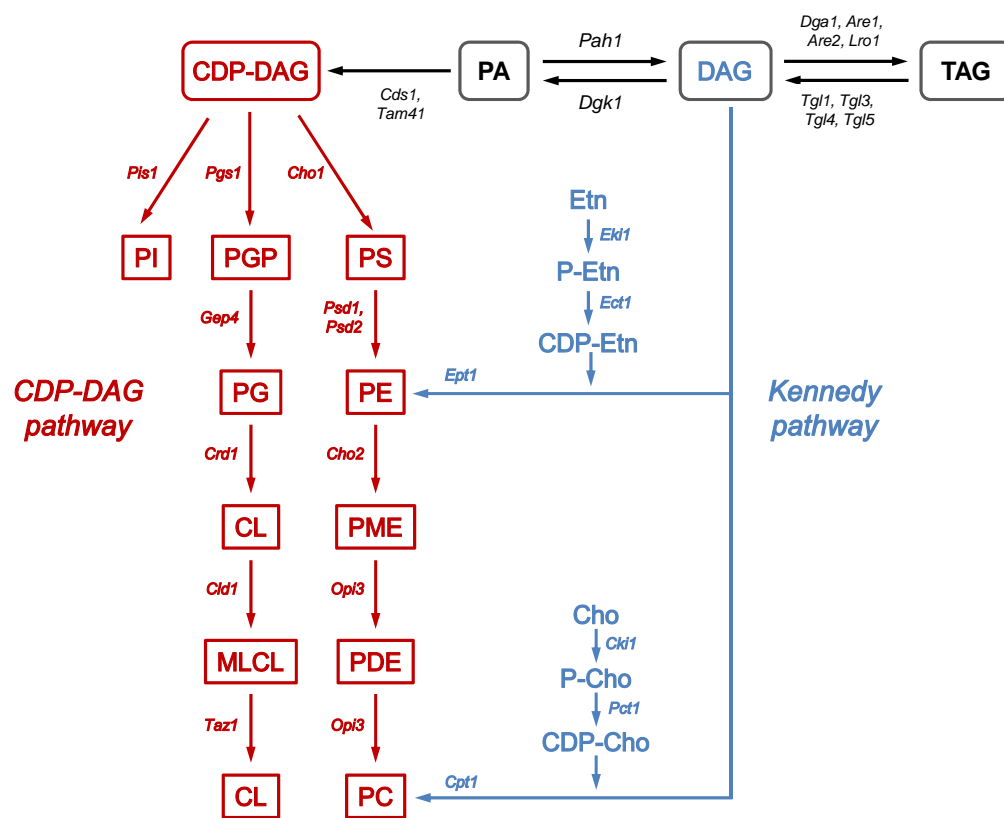 Dga1, Are1,
Are2, Lro1
CDP-DAG
PA
Pah1
DAG
TAG
Cds1,
Tam41
Dgk1
Tgl1, Tgl3,
Tgl4, Tgl5
Pis1
Pgs1
Cho1
Etn
Eki1
PI
PGP
PS
P-Etn
Gep4
Psd1,
Psd2
Ect1
CDP-Etn
CDP-DAG
pathway
PG
PE
Ept1
Kennedy
pathway
Crd1
Cho2
CL
PME
Cld1
Opi3
Cho
Cki1
MLCL
PDE
P-Cho
Taz1
Opi3
Pct1
CDP-Cho
CL
PC
Cpt1